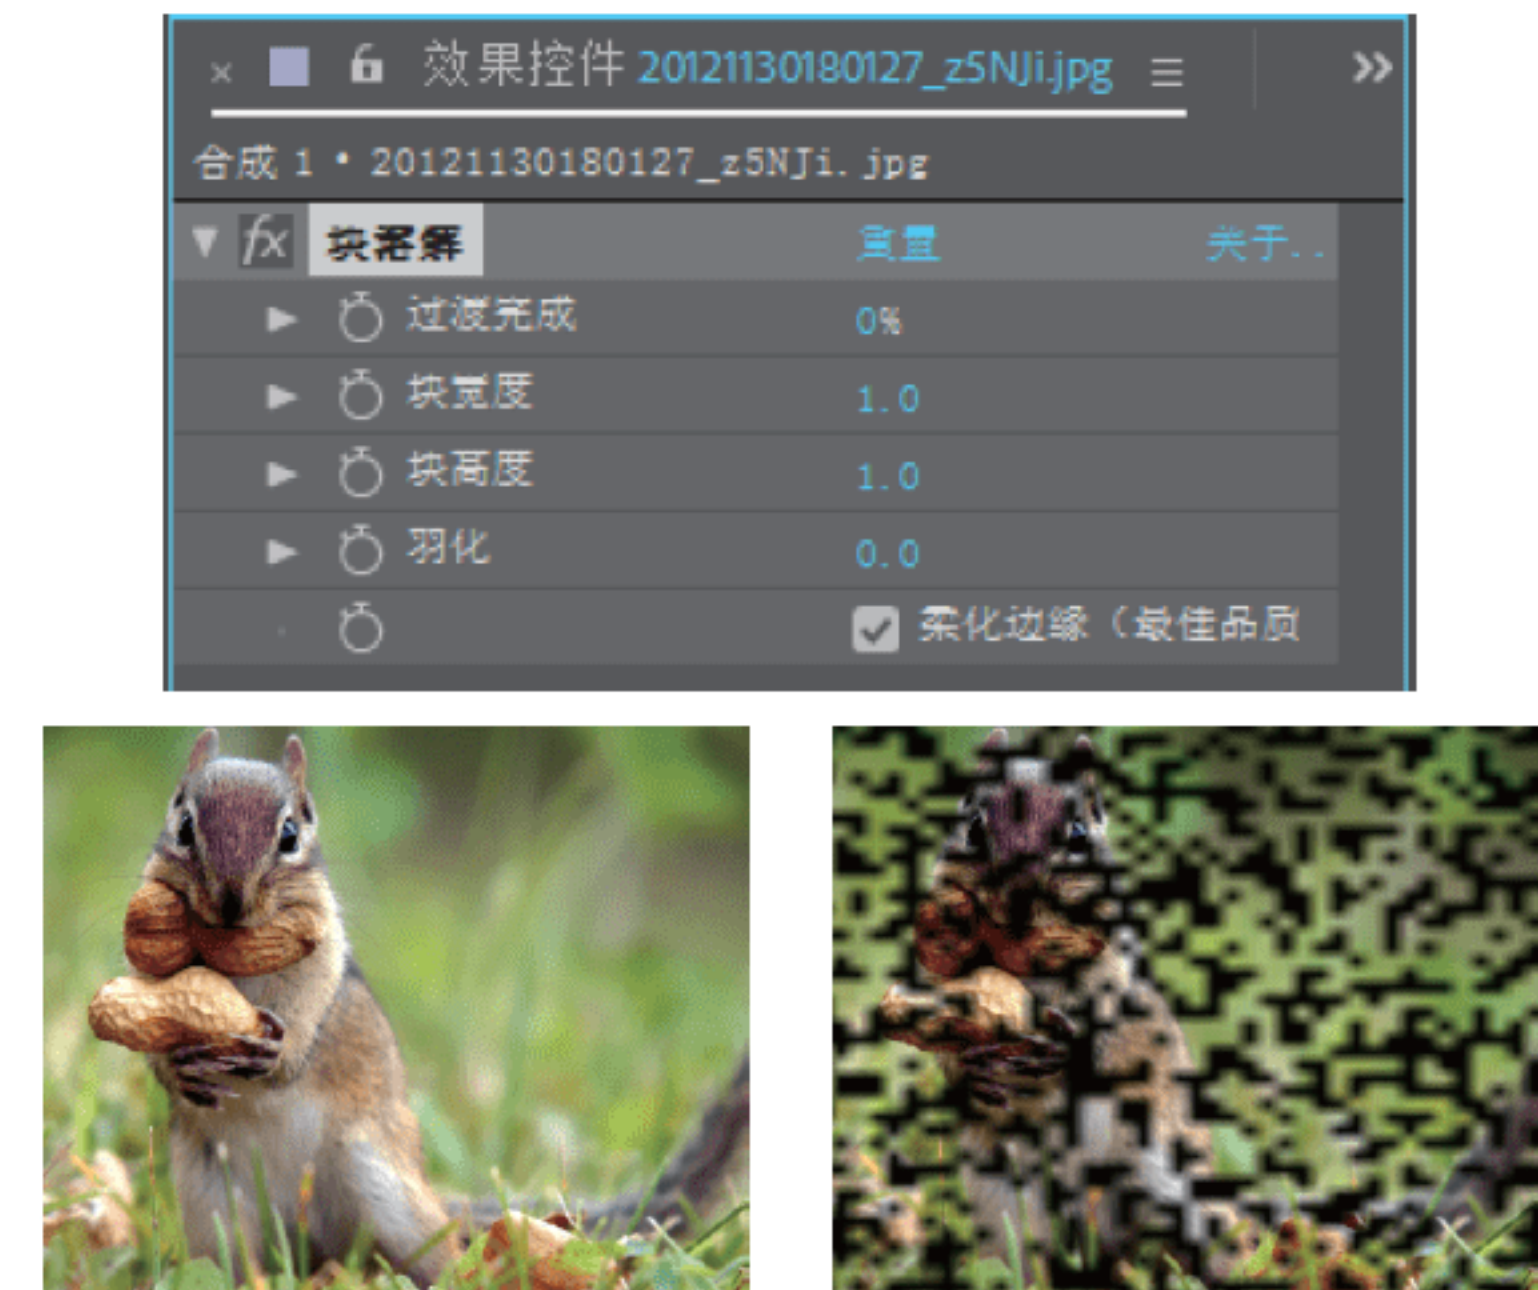 × 效果控件 20121130180127_z5NJi.jpg ☰ »
合成 1 • 20121130180127_z5NJi.jpg
fx 块溶解 重置 关于..
过渡完成 0%
块宽度 1.0
块高度 1.0
羽化 0.0
柔化边缘（最佳品质